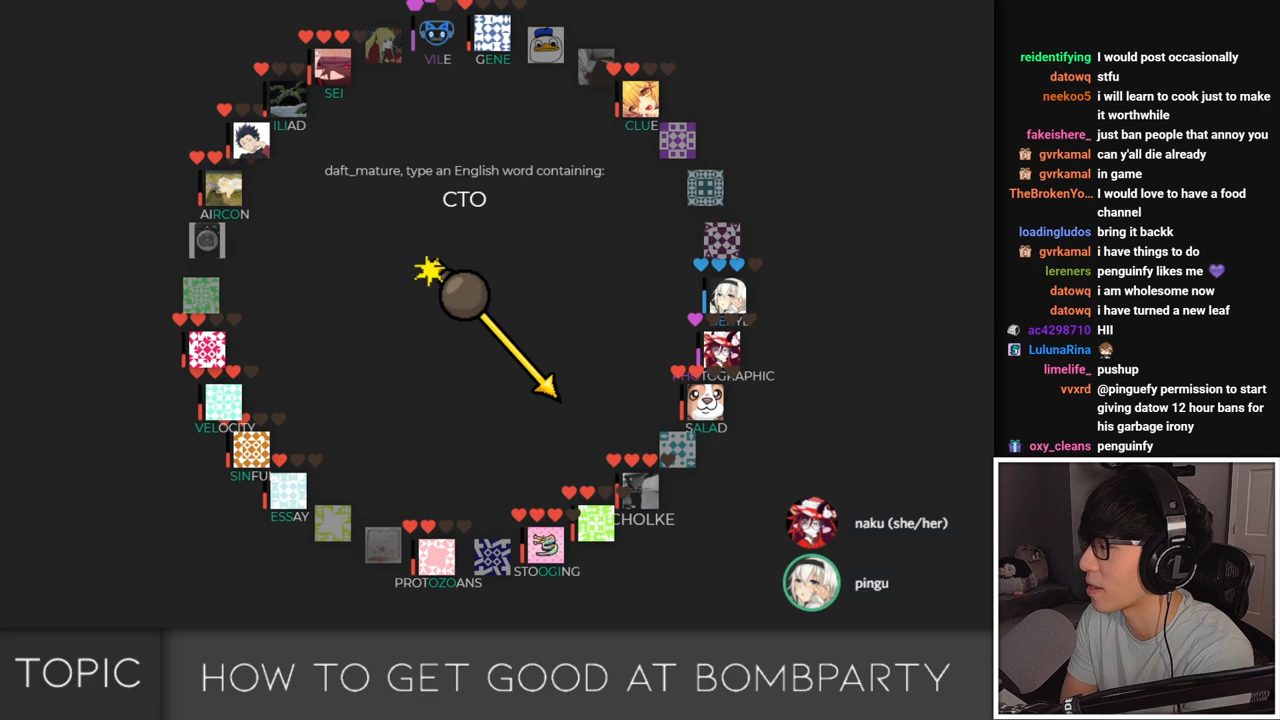 VILE
GENE
SEI
CLUE
ILIAD
daft_mature, type an English word containing:
CTO
AIRCON
PHOTOGRAPHIC
SALAD
VELOCITY
SINFUL
ESSAY
CHOLKE
STOOGING
PROTOZOANS
naku (she/her)
pingu
TOPIC
HOW TO GET GOOD AT BOMBPARTY
reidentifying I would post occasionally
datowq stfu
neekoo5 i will learn to cook just to make
it worthwhile
fakeishere_ just ban people that annoy you
gvrkamal can y'all die already
gvrkamal in game
TheBrokenYo... I would love to have a food
channel
loadingludos bring it backk
gvrkamal i have things to do
lereners penguinfy likes me
datowq i am wholesome now
datowq i have turned a new leaf
ac4298710 HII
LulunaRina
limelife_ pushup
vvxrd @pinguefy permission to start
giving datow 12 hour bans for
his garbage irony
oxy_cleans penguinfy